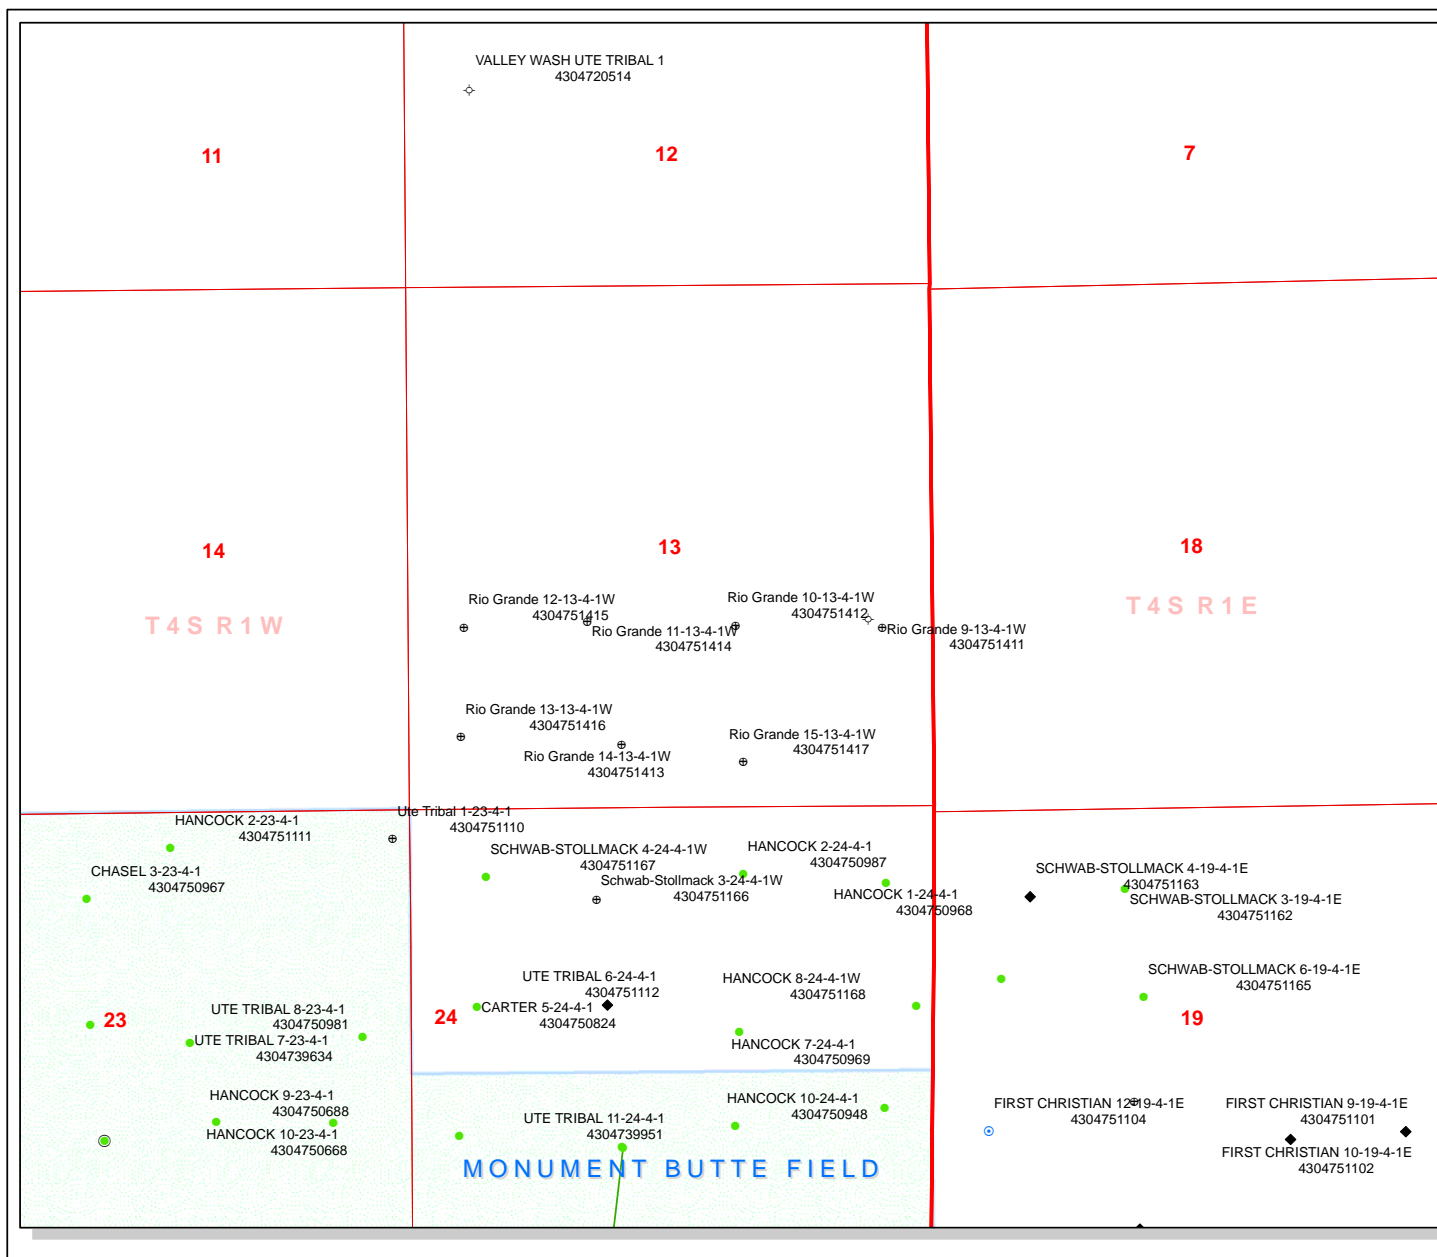 VALLEY WASH UTE TRIBAL 1
4304720514
11
12
7
14
13
18
T4S R1W
T4S R1E
Rio Grande 12-13-4-1W
4304751415
Rio Grande 11-13-4-1W
4304751414
Rio Grande 10-13-4-1W
4304751412
Rio Grande 9-13-4-1W
4304751411
Rio Grande 13-13-4-1W
4304751416
Rio Grande 14-13-4-1W
4304751413
Rio Grande 15-13-4-1W
4304751417
HANCOCK 2-23-4-1
4304751111
Ute Tribal 1-23-4-1
4304751110
CHASEL 3-23-4-1
4304750967
SCHWAB-STOLLMACK 4-24-4-1W
4304751167
Schwab-Stollmack 3-24-4-1W
4304751166
HANCOCK 2-24-4-1
4304750987
HANCOCK 1-24-4-1
4304750968
SCHWAB-STOLLMACK 4-19-4-1E
4304751163
SCHWAB-STOLLMACK 3-19-4-1E
4304751162
UTE TRIBAL 6-24-4-1
4304751112
CARTER 5-24-4-1
4304750824
HANCOCK 8-24-4-1W
4304751168
SCHWAB-STOLLMACK 6-19-4-1E
4304751165
23
24
19
UTE TRIBAL 8-23-4-1
4304750981
UTE TRIBAL 7-23-4-1
4304739634
HANCOCK 7-24-4-1
4304750969
HANCOCK 9-23-4-1
4304750688
HANCOCK 10-23-4-1
4304750668
UTE TRIBAL 11-24-4-1
4304739951
HANCOCK 10-24-4-1
4304750948
FIRST CHRISTIAN 12-19-4-1E
4304751104
FIRST CHRISTIAN 9-19-4-1E
4304751101
FIRST CHRISTIAN 10-19-4-1E
4304751102
MONUMENT BUTTE FIELD